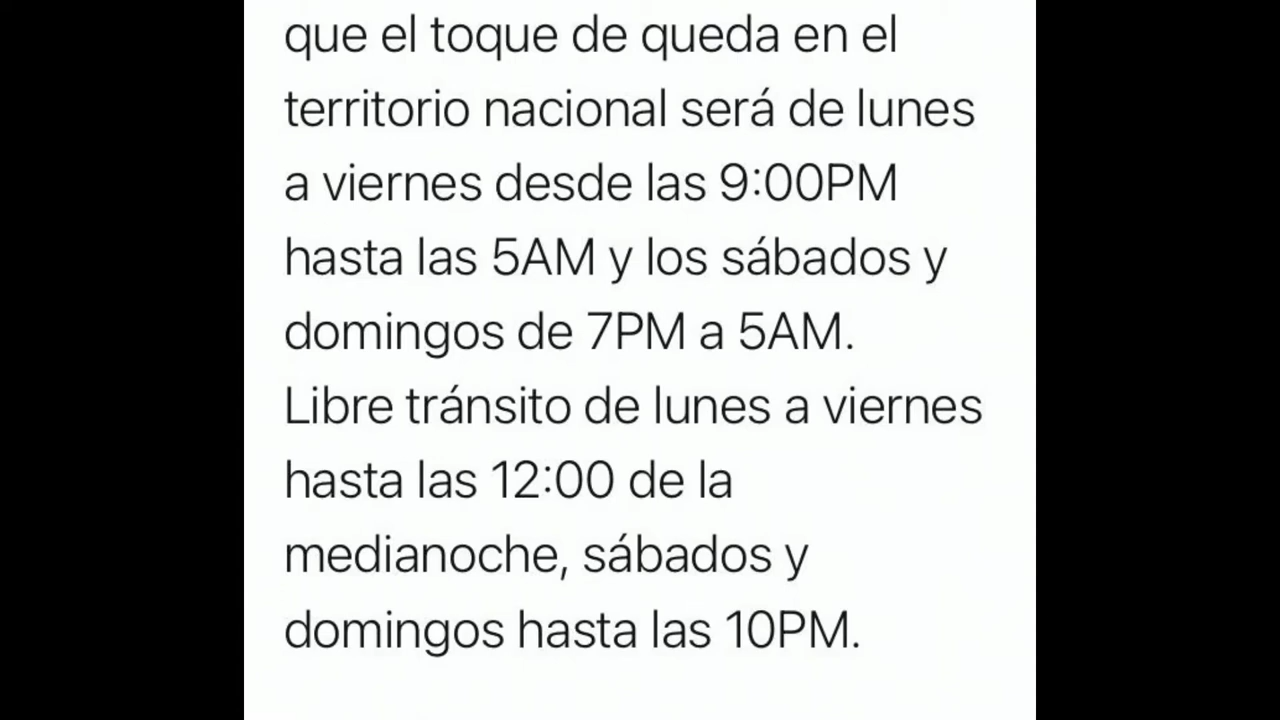 que el toque de queda en el
territorio nacional será de lunes
a viernes desde las 9:00PM
hasta las 5AM y los sábados y
domingos de 7PM a 5AM.
Libre tránsito de lunes a viernes
hasta las 12:00 de la
medianoche, sábados y
domingos hasta las 10PM.